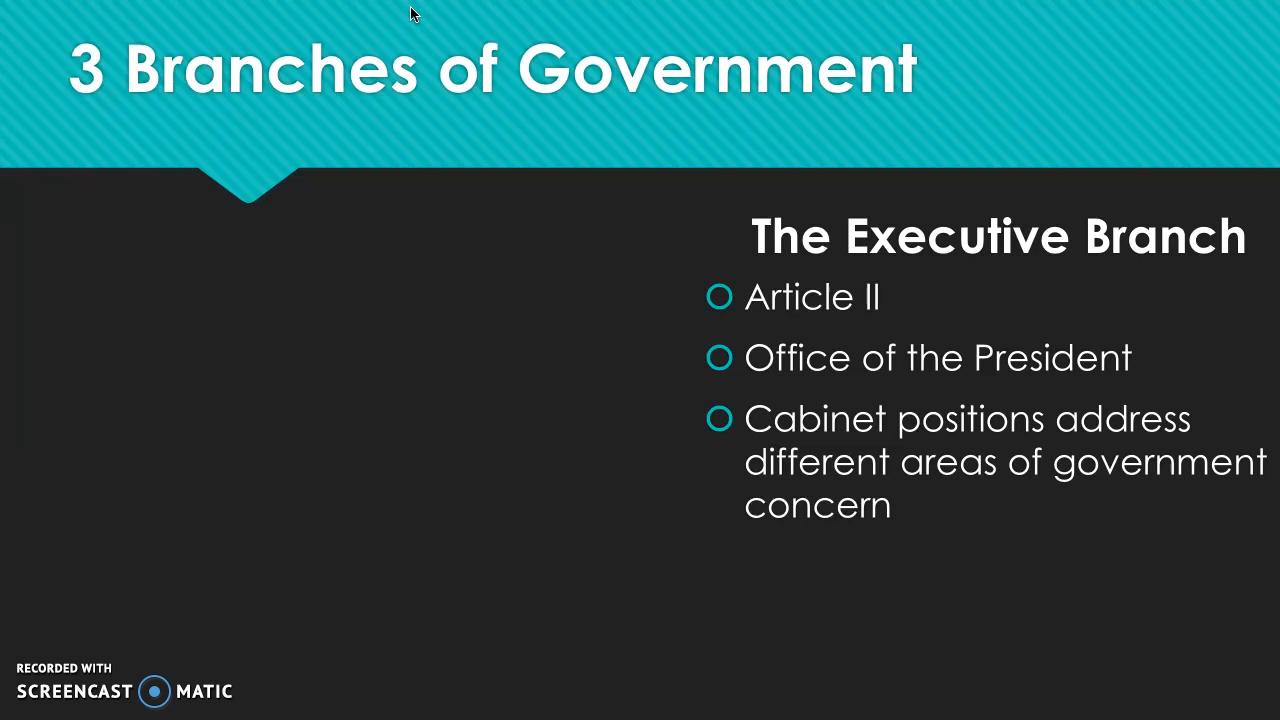 3 Branches of Government
The Executive Branch
Article II
Office of the President
Cabinet positions address
different areas of government
concern
RECORDED WITH
SCREENCAST MATIC